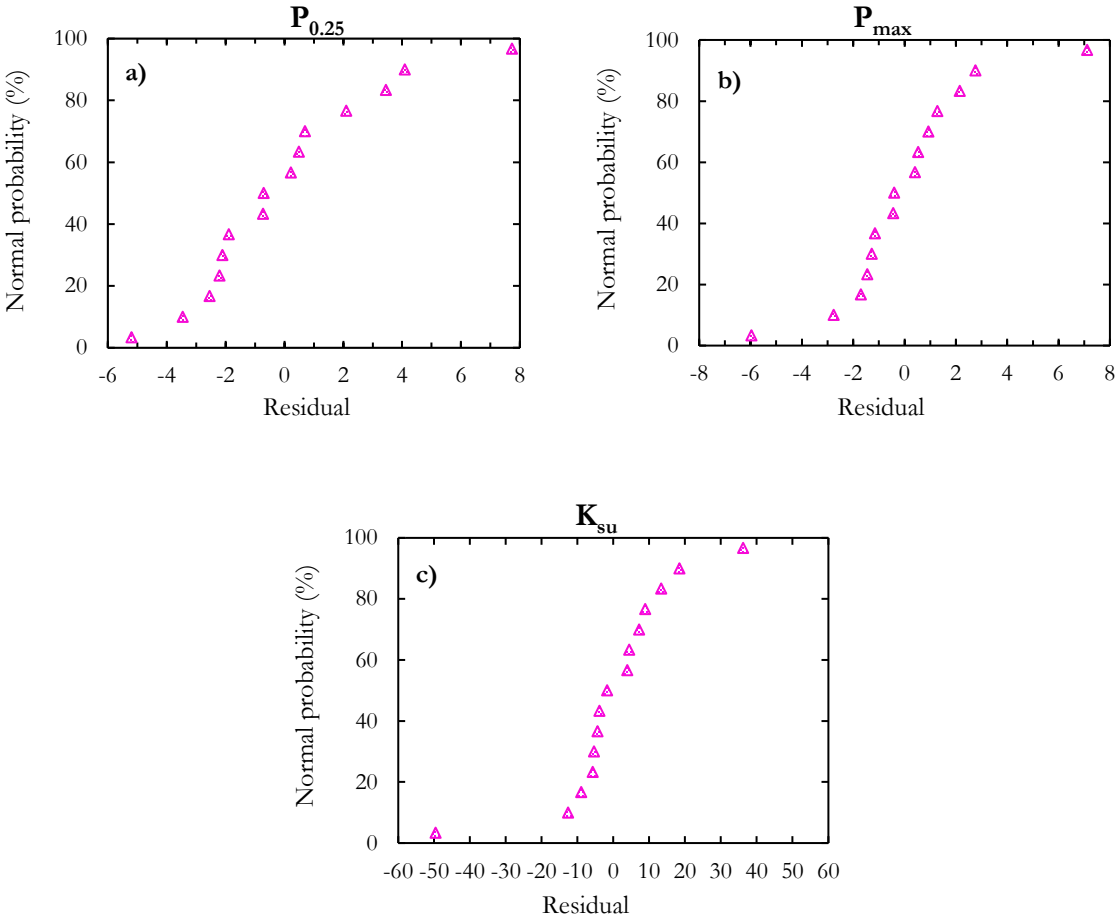 P0.25
a)
Normal probability (%)
100
80
60
40
20
0
-6 -4 -2 0 2 4 6 8
Residual
Pmax
b)
Normal probability (%)
100
80
60
40
20
0
-8 -6 -4 -2 0 2 4 6 8
Residual
Ksu
c)
Normal probability (%)
100
80
60
40
20
0
-60 -50 -40 -30 -20 -10 0 10 20 30 40 50 60
Residual